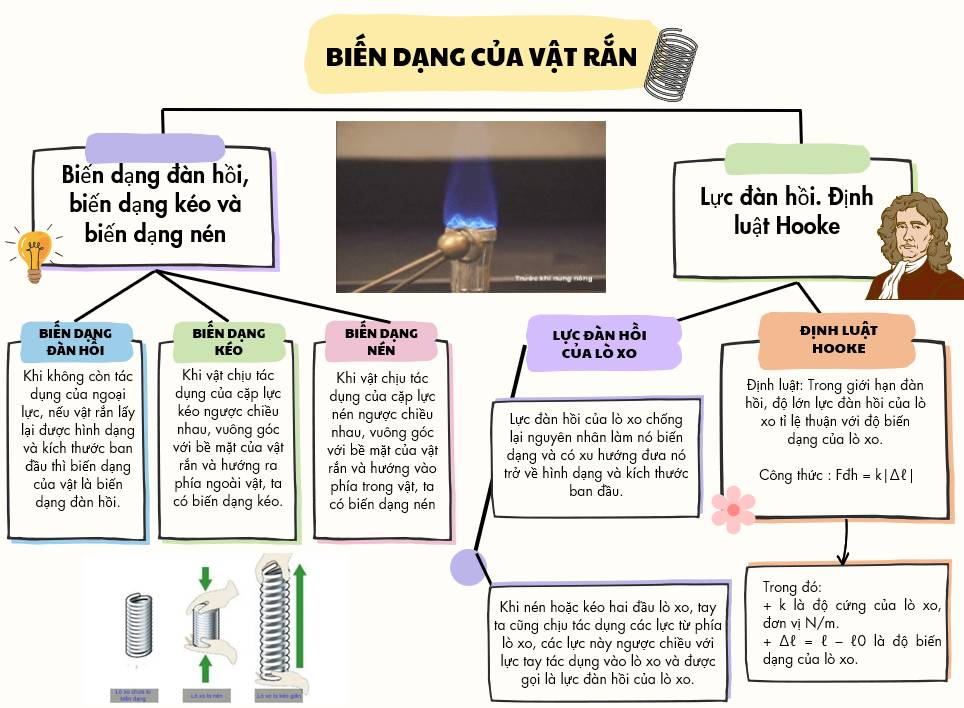 BIẾN DẠNG CỦA VẬT RẮN
Biến dạng đàn hồi,
biến dạng kéo và
biến dạng nén
Trước khi nung nóng
Lực đàn hồi. Định
luật Hooke
BIẾN DẠNG
ĐÀN HỒI
Khi không còn tác
dụng của ngoại
lực, nếu vật rắn lấy
lại được hình dạng
và kích thước ban
đầu thì biến dạng
của vật là biến
dạng đàn hồi.
BIẾN DẠNG
KÉO
Khi vật chịu tác
dụng của cặp lực
kéo ngược chiều
nhau, vuông góc
với bề mặt của vật
rắn và hướng ra
phía ngoài vật, ta
có biến dạng kéo.
BIẾN DẠNG
NÉN
Khi vật chịu tác
dụng của cặp lực
nén ngược chiều
nhau, vuông góc
với bề mặt của vật
rắn và hướng vào
phía trong vật, ta
có biến dạng nén
LỰC ĐÀN HỒI
CỦA LÒ XO
Lực đàn hồi của lò xo chống
lại nguyên nhân làm nó biến
dạng và có xu hướng đưa nó
trở về hình dạng và kích thước
ban đầu.
Khi nén hoặc kéo hai đầu lò xo, tay
ta cũng chịu tác dụng các lực từ phía
lò xo, các lực này ngược chiều với
lực tay tác dụng vào lò xo và được
gọi là lực đàn hồi của lò xo.
ĐỊNH LUẬT
HOOKE
Định luật: Trong giới hạn đàn
hồi, độ lớn lực đàn hồi của lò
xo tỉ lệ thuận với độ biến
dạng của lò xo.
Công thức : Fđh = k|Δℓ|
Trong đó:
+ k là độ cứng của lò xo,
đơn vị N/m.
+ Δℓ = ℓ – ℓ0 là độ biến
dạng của lò xo.
Lò xo chưa bị
biến dạng
Lò xo bị nén
Lò xo bị kéo giãn